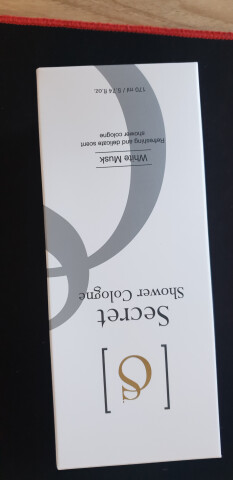 [S]
Secret
Shower Cologne
White Musk
Refreshing and delicate scent
shower cologne
170 ml / 5.74 fl.oz.